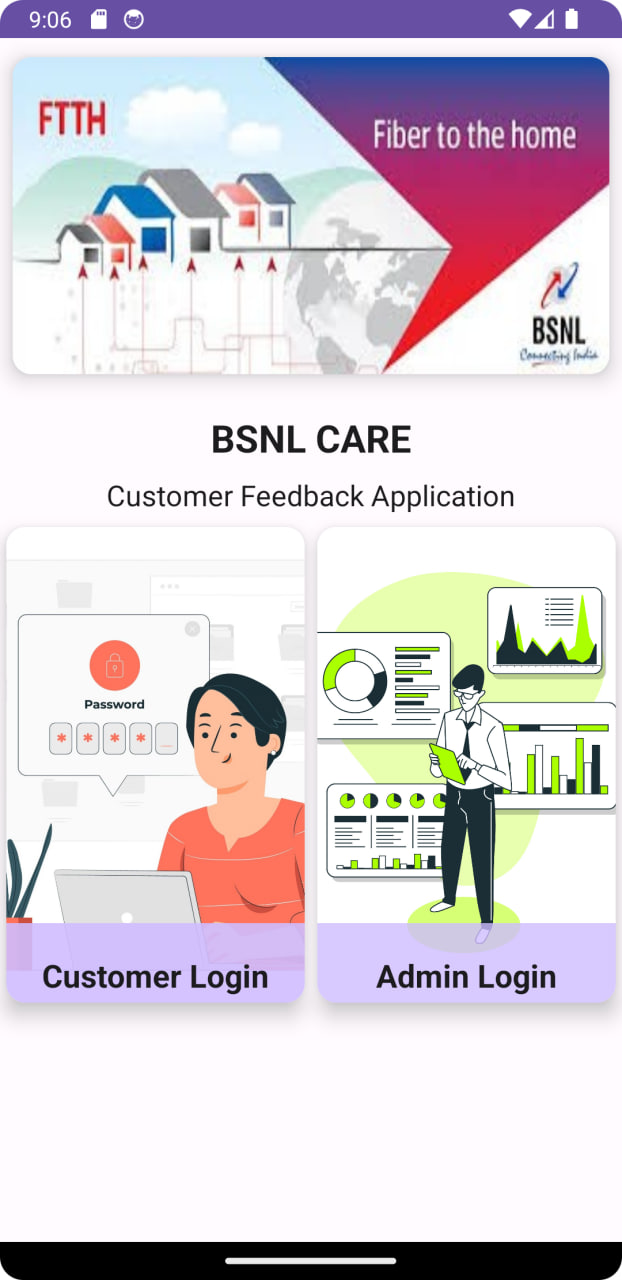 9:06
FTTH
Fiber to the home
BSNL
Connecting India
BSNL CARE
Customer Feedback Application
Password
* * * * _
Customer Login
Admin Login